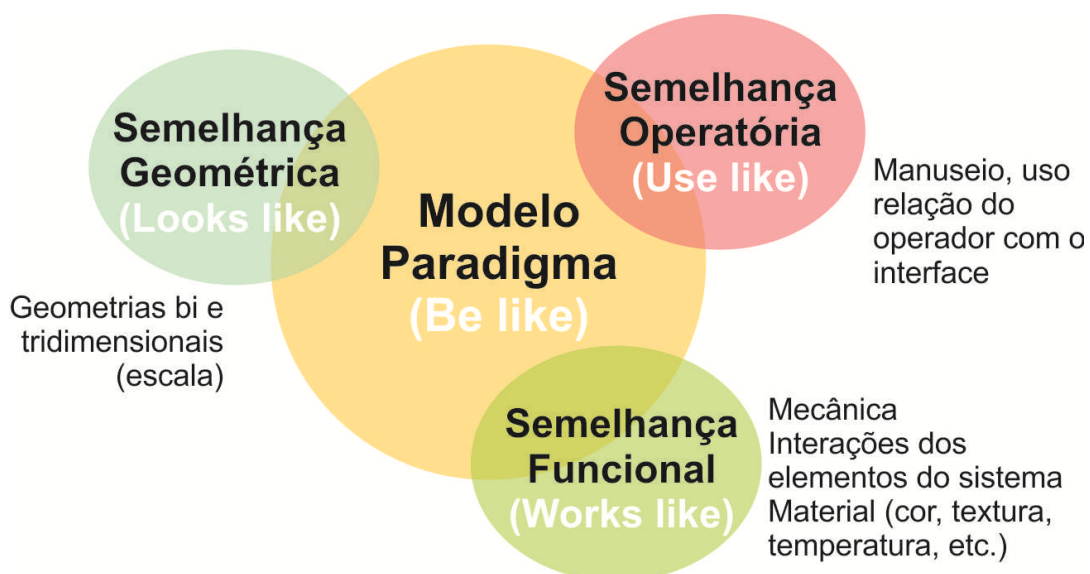 Semelhança
Geométrica
(Looks like)
Geometrias bi e
tridimensionais
(escala)
Modelo
Paradigma
(Be like)
Semelhança
Operatória
(Use like)
Manuseio, uso
relação do
operador com o
interface
Semelhança
Funcional
(Works like)
Mecânica
Interações dos
elementos do sistema
Material (cor, textura,
temperatura, etc.)